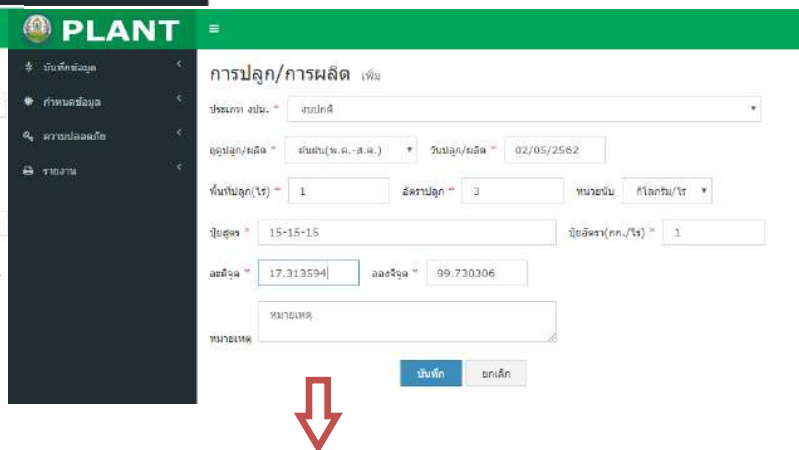 PLANT
บันทึกข้อมูล
กำหนดข้อมูล
ความปลอดภัย
รายงาน
การปลูก/การผลิต เพิ่ม
ประเภท งปม. * งบปกติ
ฤดูปลูก/ผลิต * ต้นฝน(พ.ค.-ส.ค.) วันปลูก/ผลิต * 02/05/2562
พื้นที่ปลูก(ไร่) * 1 อัตราปลูก * 3 หน่วยนับ กิโลกรัม/ไร่
ปุ๋ยสูตร * 15-15-15 ปุ๋ยอัตรา(กก./ไร่) * 1
ละติจูด * 17.313594 ลองจิจูด * 99.730306
หมายเหตุ
หมายเหตุ
บันทึก ยกเลิก